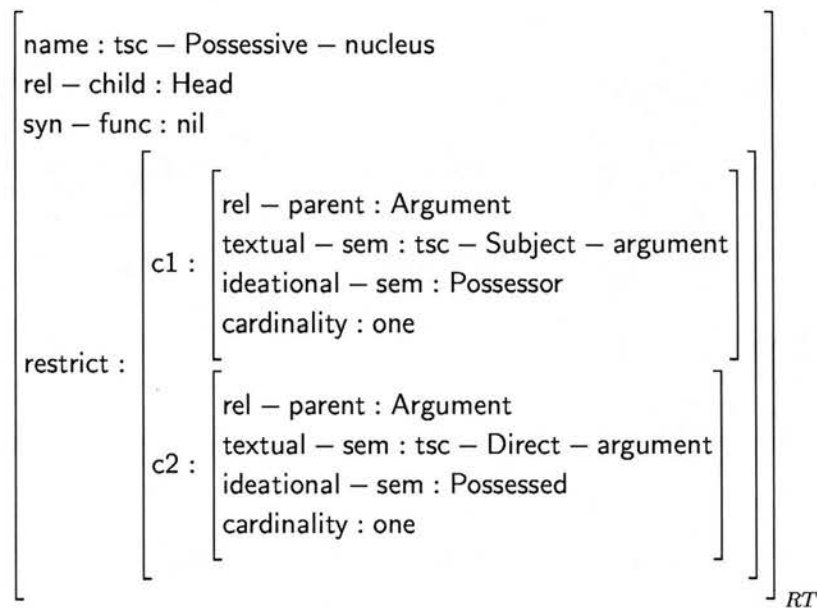 name : tsc − Possessive − nucleus
rel − child : Head
syn − func : nil
restrict :
c1 :
rel − parent : Argument
textual − sem : tsc − Subject − argument
ideational − sem : Possessor
cardinality : one
c2 :
rel − parent : Argument
textual − sem : tsc − Direct − argument
ideational − sem : Possessed
cardinality : one
RT